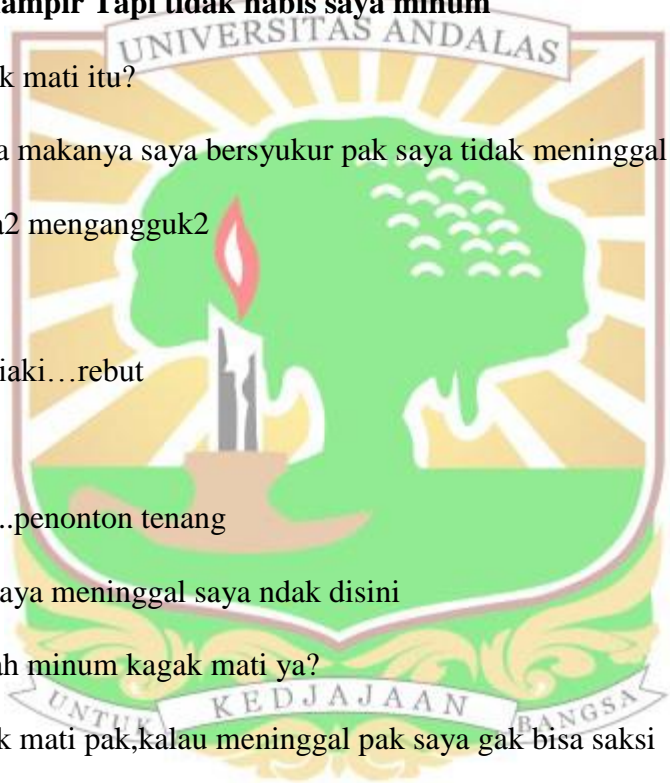 ampir Tapi tidak habis saya minum
UNIVERSITAS ANDALAS
k mati itu?
a makanya saya bersyukur pak saya tidak meninggal
a2 mengangguk2
iaki…rebut
..penonton tenang
aya meninggal saya ndak disini
ah minum kagak mati ya?
UNTUK KEDJAJAAN BANGSA
k mati pak,kalau meninggal pak saya gak bisa saksi